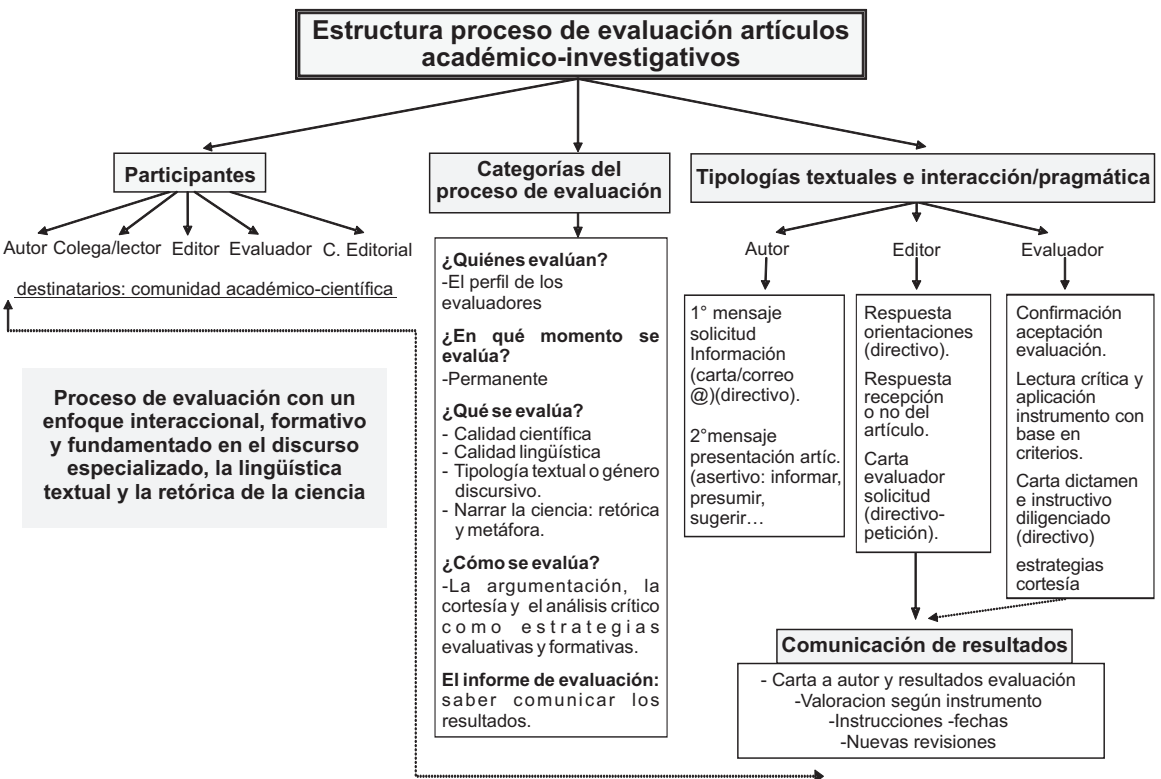 Estructura proceso de evaluación artículos
académico-investigativos
Participantes
Autor Colega/lector Editor Evaluador C. Editorial
destinatarios: comunidad académico-científica
Proceso de evaluación con un
enfoque interaccional, formativo
y fundamentado en el discurso
especializado, la lingüística
textual y la retórica de la ciencia
Categorías del
proceso de evaluación
¿Quiénes evalúan?
-El perfil de los
evaluadores
¿En qué momento se
evalúa?
-Permanente
¿Qué se evalúa?
- Calidad científica
- Calidad lingüística
- Tipología textual o género
discursivo.
- Narrar la ciencia: retórica
y metáfora.
¿Cómo se evalúa?
-La argumentación, la
cortesía y el análisis crítico
como estrategias
evaluativas y formativas.
El informe de evaluación:
saber comunicar los
resultados.
Tipologías textuales e interacción/pragmática
Autor
1° mensaje
solicitud
Información
(carta/correo
@)(directivo).
2°mensaje
presentación artíc.
(asertivo: informar,
presumir,
sugerir…
Editor
Respuesta
orientaciones
(directivo).
Respuesta
recepción
o no del
artículo.
Carta
evaluador
solicitud
(directivo-
petición).
Evaluador
Confirmación
aceptación
evaluación.
Lectura crítica y
aplicación
instrumento con
base en
criterios.
Carta dictamen
e instructivo
diligenciado
(directivo)
estrategias
cortesía
Comunicación de resultados
- Carta a autor y resultados evaluación
-Valoracion según instrumento
-Instrucciones -fechas
-Nuevas revisiones